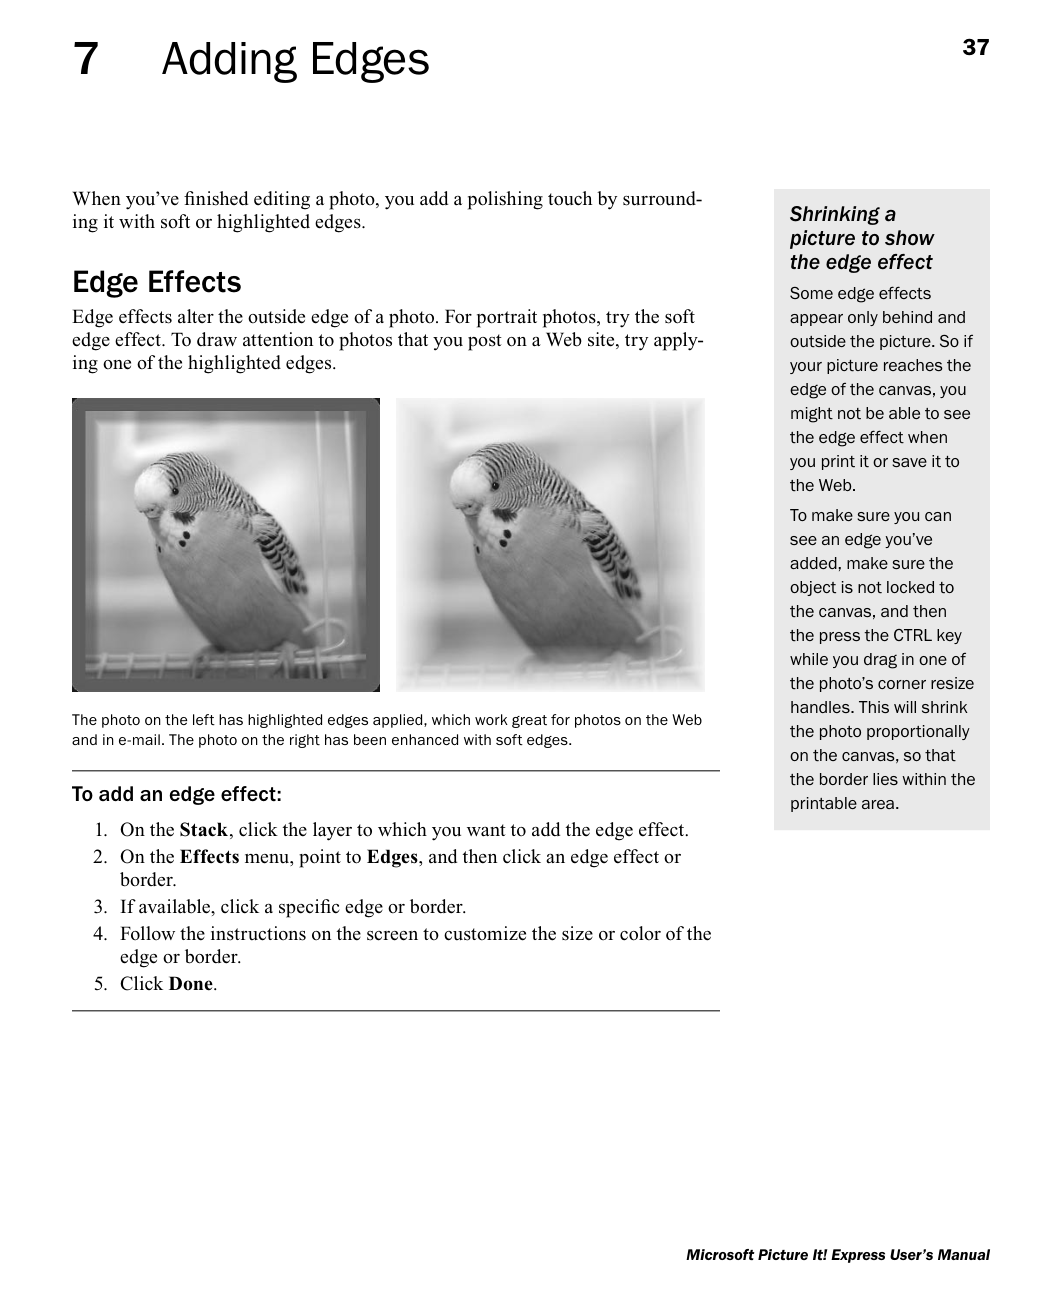 7 Adding Edges
37
When you’ve finished editing a photo, you add a polishing touch by surround-
ing it with soft or highlighted edges.
Edge Effects
Edge effects alter the outside edge of a photo. For portrait photos, try the soft
edge effect. To draw attention to photos that you post on a Web site, try apply-
ing one of the highlighted edges.
The photo on the left has highlighted edges applied, which work great for photos on the Web
and in e-mail. The photo on the right has been enhanced with soft edges.
To add an edge effect:
1. On the Stack, click the layer to which you want to add the edge effect.
2. On the Effects menu, point to Edges, and then click an edge effect or
border.
3. If available, click a specific edge or border.
4. Follow the instructions on the screen to customize the size or color of the
edge or border.
5. Click Done.
Shrinking a
picture to show
the edge effect
Some edge effects
appear only behind and
outside the picture. So if
your picture reaches the
edge of the canvas, you
might not be able to see
the edge effect when
you print it or save it to
the Web.
To make sure you can
see an edge you’ve
added, make sure the
object is not locked to
the canvas, and then
the press the CTRL key
while you drag in one of
the photo’s corner resize
handles. This will shrink
the photo proportionally
on the canvas, so that
the border lies within the
printable area.
Microsoft Picture It! Express User’s Manual